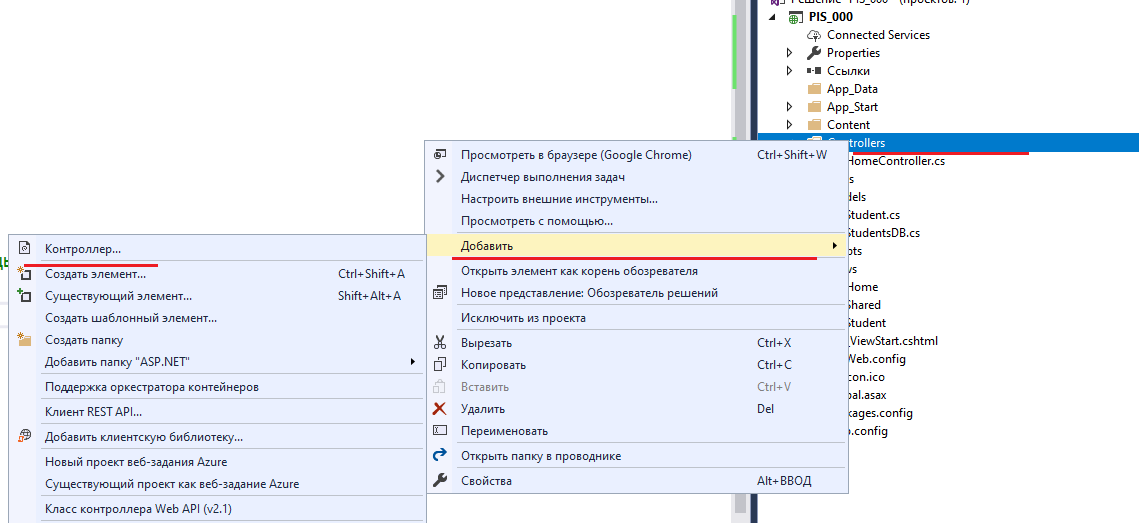 Решение "PIS_000" (проектов: 1)
PIS_000
Connected Services
Properties
Ссылки
App_Data
App_Start
Content
Controllers
HomeController.cs
s
dels
Student.cs
StudentsDB.cs
pts
ws
Home
Shared
Student
_ViewStart.cshtml
Web.config
con.ico
bal.asax
kages.config
b.config
Просмотреть в браузере (Google Chrome) Ctrl+Shift+W
Диспетчер выполнения задач
Настроить внешние инструменты...
Просмотреть с помощью...
Добавить
Открыть элемент как корень обозревателя
Новое представление: Обозреватель решений
Исключить из проекта
Вырезать Ctrl+X
Копировать Ctrl+C
Вставить Ctrl+V
Удалить Del
Переименовать
Открыть папку в проводнике
Свойства Alt+ВВОД
Контроллер...
Создать элемент... Ctrl+Shift+A
Существующий элемент... Shift+Alt+A
Создать шаблонный элемент...
Создать папку
Добавить папку "ASP.NET"
Поддержка оркестратора контейнеров
Клиент REST API...
Добавить клиентскую библиотеку...
Новый проект веб-задания Azure
Существующий проект как веб-задание Azure
Класс контроллера Web API (v2.1)